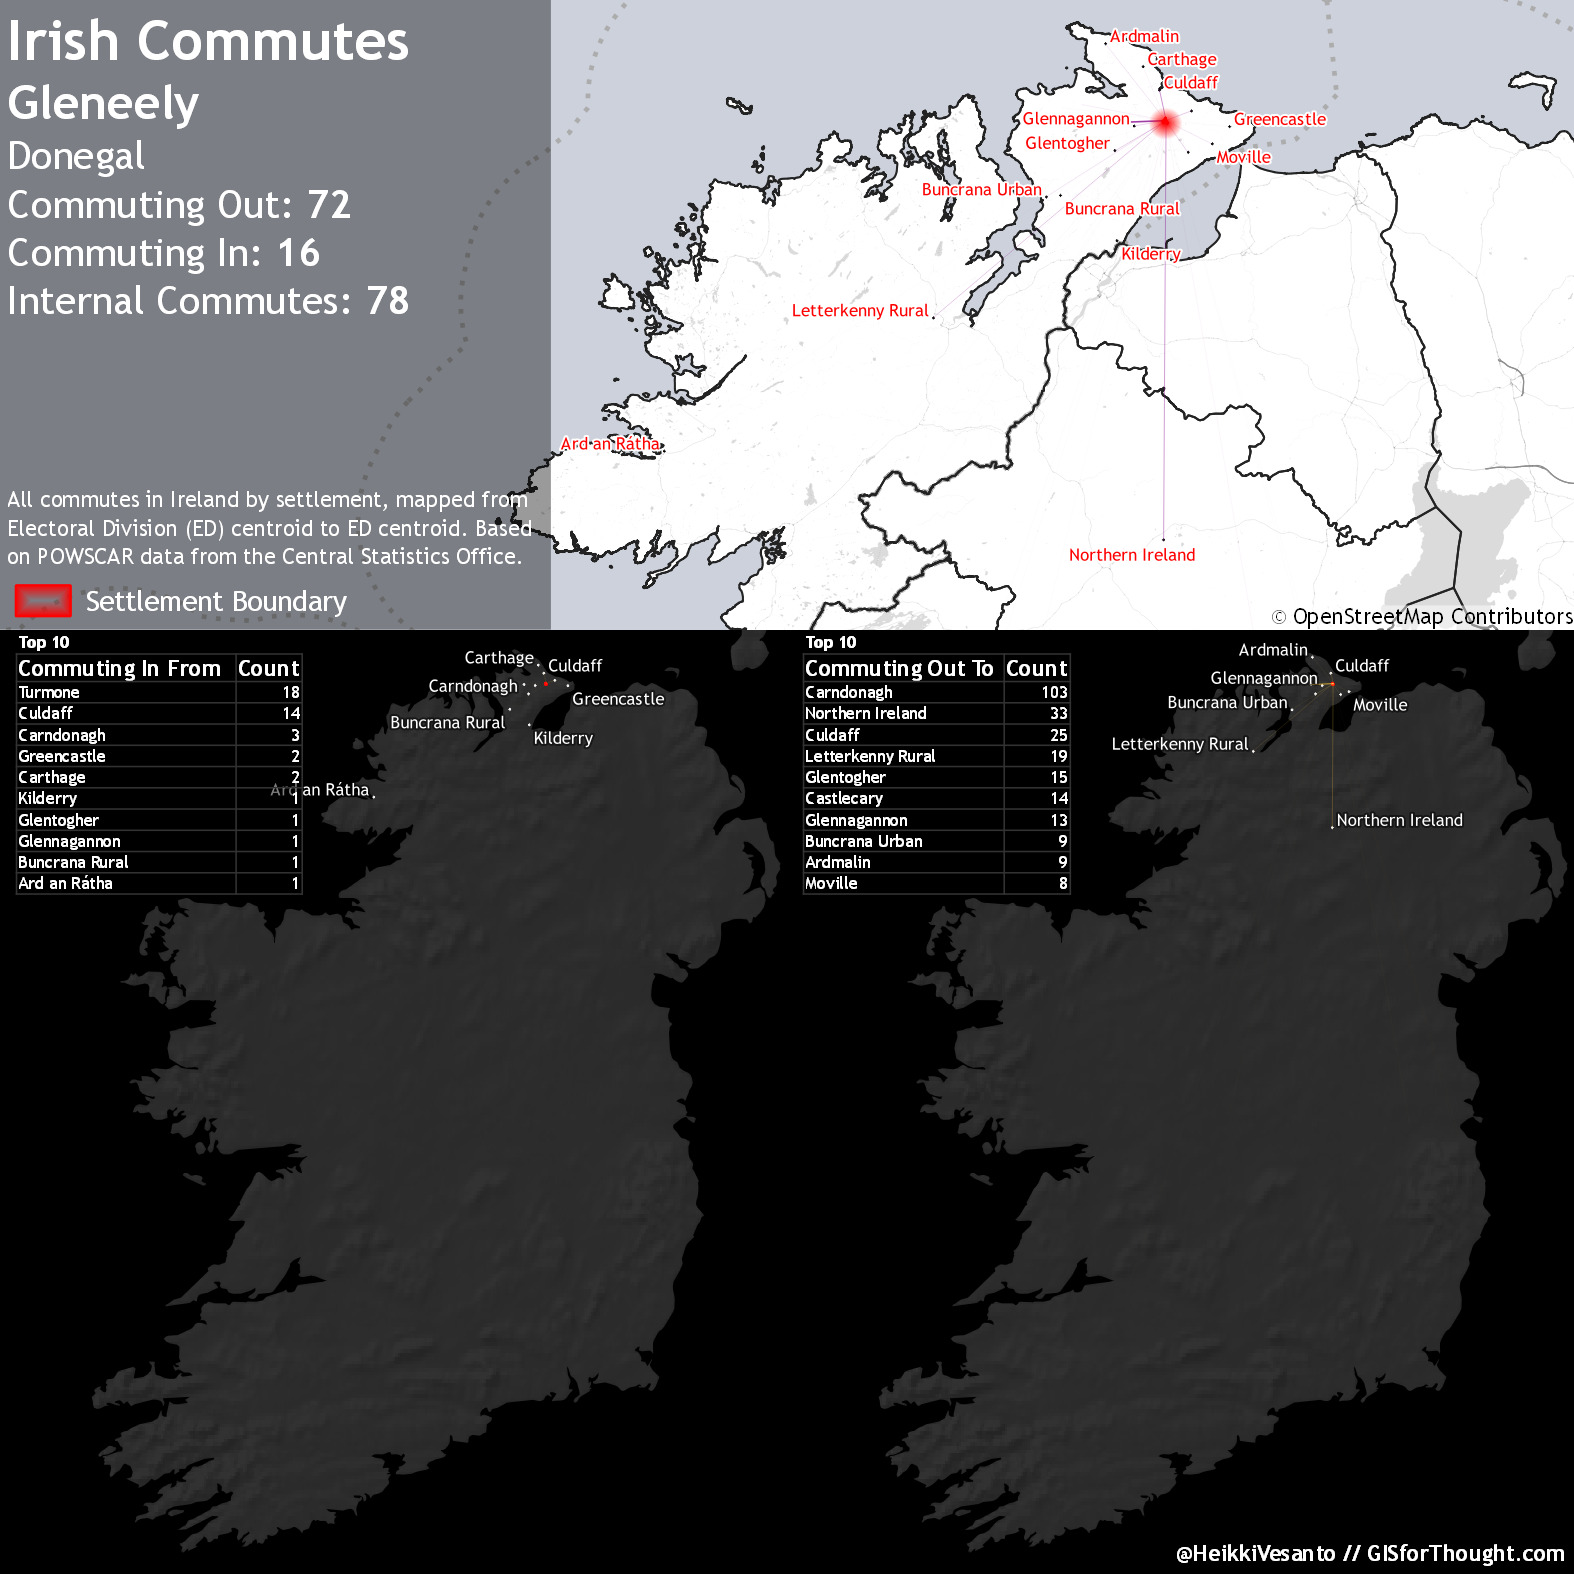 Irish Commutes
Gleneely
Donegal
Commuting Out: 72
Commuting In: 16
Internal Commutes: 78
All commutes in Ireland by settlement, mapped from
Electoral Division (ED) centroid to ED centroid. Based
on POWSCAR data from the Central Statistics Office.
Settlement Boundary
Ardmalin
Carthage
Culdaff
Glennagannon
Greencastle
Glentogher
Moville
Buncrana Urban
Buncrana Rural
Kilderry
Letterkenny Rural
Ard an Rátha
Northern Ireland
© OpenStreetMap Contributors
Top 10
Commuting In From Count
Turmone 18
Culdaff 14
Carndonagh 3
Greencastle 2
Carthage 2
Kilderry 1
Glentogher 1
Glennagannon 1
Buncrana Rural 1
Ard an Rátha 1
Carthage
Culdaff
Carndonagh
Greencastle
Buncrana Rural
Kilderry
Ard an Rátha
Top 10
Commuting Out To Count
Carndonagh 103
Northern Ireland 33
Culdaff 25
Letterkenny Rural 19
Glentogher 15
Castlecary 14
Glennagannon 13
Buncrana Urban 9
Ardmalin 9
Moville 8
Ardmalin
Culdaff
Glennagannon
Buncrana Urban
Moville
Letterkenny Rural
Northern Ireland
@HeikkiVesanto // GISforThought.com